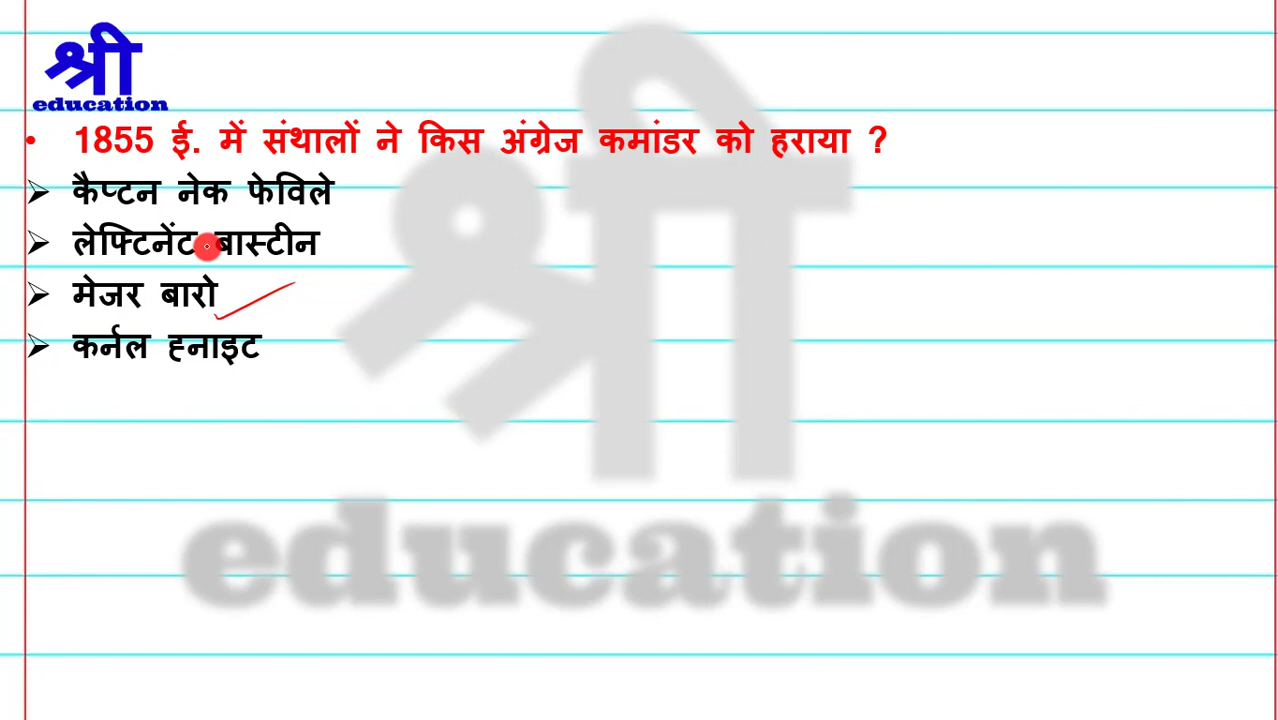 श्री
education
• 1855 ई. में संथालों ने किस अंग्रेज कमांडर को हराया ?
➢ कैप्टन नेक फेविले
➢ लेफ्टिनेंट बास्टीन
➢ मेजर बारो
➢ कर्नल ह्नाइट
श्री
education